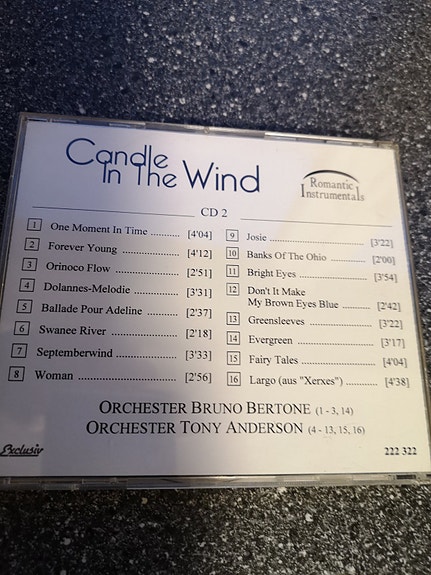 Candle
In The Wind
Romantic
Instrumentals
CD 2
1 One Moment In Time .......... [4'04]
2 Forever Young .......... [4'12]
3 Orinoco Flow .......... [2'51]
4 Dolannes-Melodie .......... [3'31]
5 Ballade Pour Adeline .......... [2'37]
6 Swanee River .......... [2'18]
7 Septemberwind .......... [3'33]
8 Woman .......... [2'56]
9 Josie .......... [3'22]
10 Banks Of The Ohio .......... [2'00]
11 Bright Eyes .......... [3'54]
12 Don't It Make
My Brown Eyes Blue .......... [2'42]
13 Greensleeves .......... [3'22]
14 Evergreen .......... [3'17]
15 Fairy Tales .......... [4'04]
16 Largo (aus "Xerxes") .......... [4'38]
ORCHESTER BRUNO BERTONE (1 - 3, 14)
ORCHESTER TONY ANDERSON (4 - 13, 15, 16)
Exclusiv
222 322